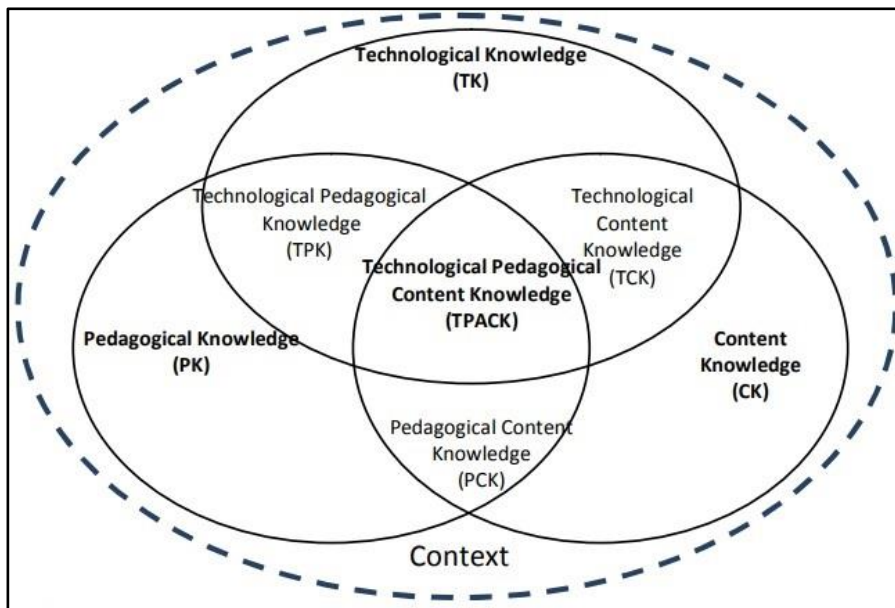 Technological Knowledge
(TK)
Technological Pedagogical
Knowledge
(TPK)
Technological
Content
Knowledge
(TCK)
Technological Pedagogical
Content Knowledge
(TPACK)
Pedagogical Knowledge
(PK)
Content
Knowledge
(CK)
Pedagogical Content
Knowledge
(PCK)
Context